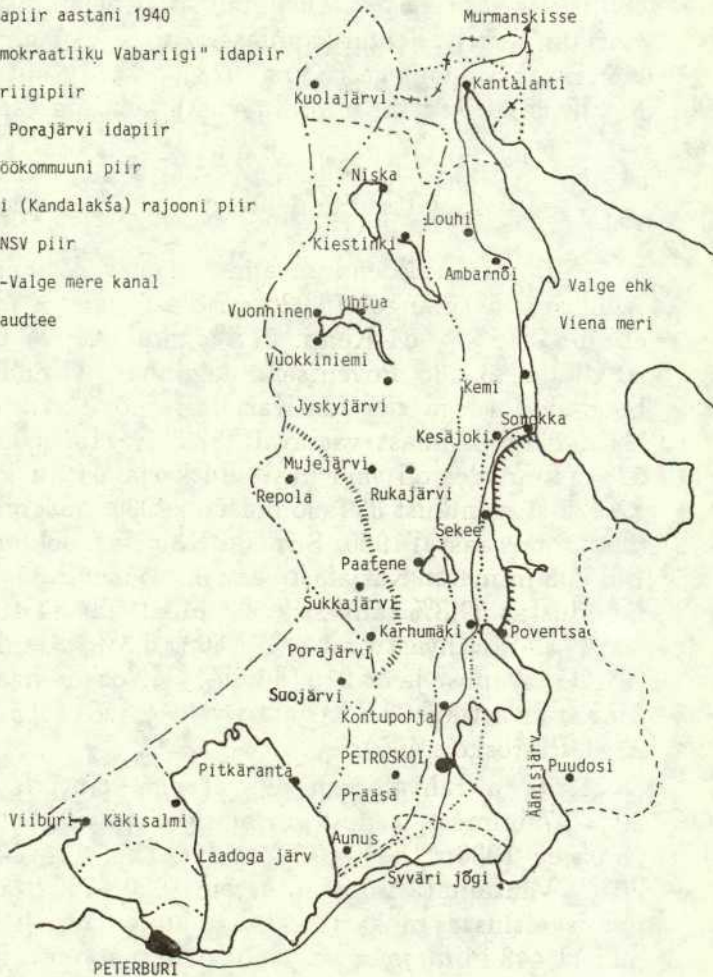 apiir aastani 1940
mokraatliku Vabariigi" idapiir
riigipiir
Porajärvi idapiir
öökommuuni piir
i (Kandalakša) rajooni piir
NSV piir
-Valge mere kanal
audtee
Murmanskisse
Kantalahti
Kuolajärvi
Niska
Louhi
Kiestinki
Ambarnoi
Valge ehk
Viena meri
Vuonninen
Uhtua
Vuokkiniemi
Kemi
Jyskyjärvi
Sorokka
Kesäjoki
Mujejärvi
Repola
Rukajärvi
Sekee
Paatene
Sukkajärvi
Karhumäki
Poventsa
Porajärvi
Suojärvi
Kontupohja
PETROSKOI
Pitkäranta
Prääsä
Äänisjärv
Puudosi
Viiburi
Käkisalmi
Aunus
Laadoga järv
Syväri jõgi
PETERBURI